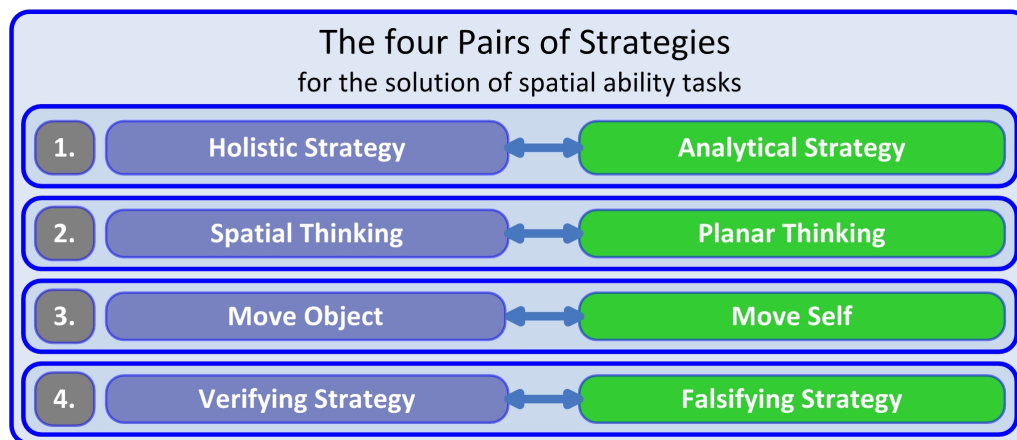 The four Pairs of Strategies
for the solution of spatial ability tasks
1. Holistic Strategy Analytical Strategy
2. Spatial Thinking Planar Thinking
3. Move Object Move Self
4. Verifying Strategy Falsifying Strategy